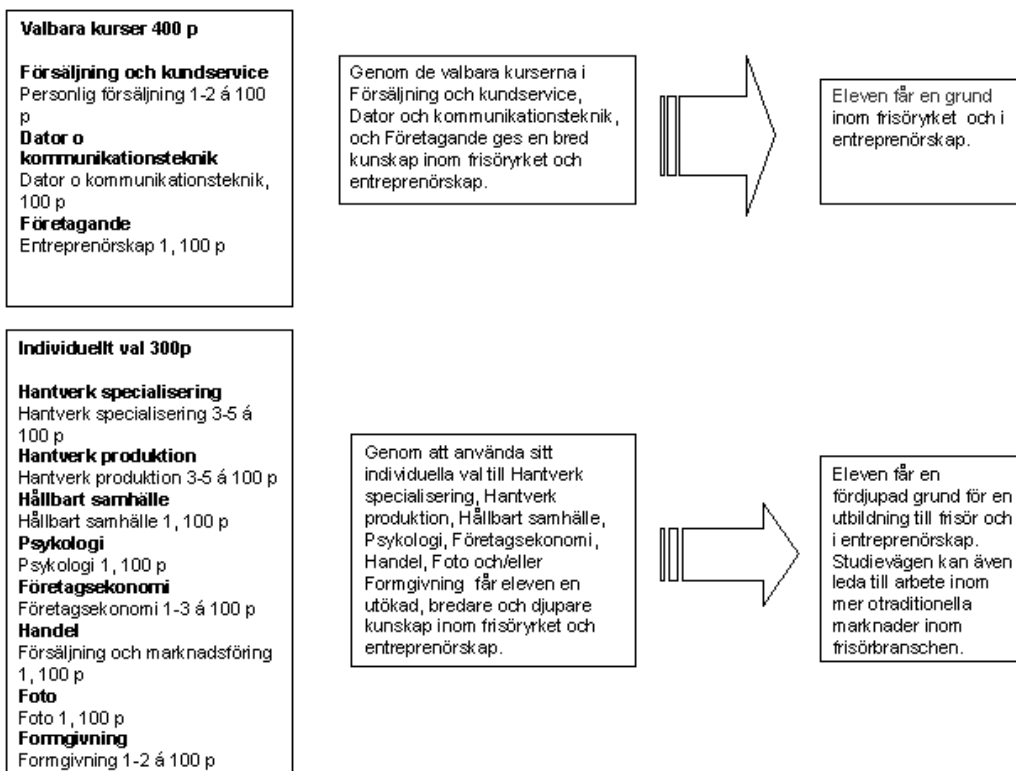 Valbara kurser 400 p
Försäljning och kundservice
Personlig försäljning 1-2 á 100
p
Dator o
kommunikationsteknik
Dator o kommunikationsteknik,
100 p
Företagande
Entreprenörskap 1, 100 p
Genom de valbara kurserna i
Försäljning och kundservice,
Dator och kommunikationsteknik,
och Företagande ges en bred
kunskap inom frisöryrket och
entreprenörskap.
Eleven får en grund
inom frisöryrket och i
entreprenörskap.
Individuellt val 300p
Hantverk specialisering
Hantverk specialisering 3-5 á
100 p
Hantverk produktion
Hantverk produktion 3-5 á 100 p
Hållbart samhälle
Hållbart samhälle 1, 100 p
Psykologi
Psykologi 1, 100 p
Företagsekonomi
Företagsekonomi 1-3 á 100 p
Handel
Försäljning och marknadsföring
1, 100 p
Foto
Foto 1, 100 p
Formgivning
Formgivning 1-2 á 100 p
Genom att använda sitt
individuella val till Hantverk
specialisering, Hantverk
produktion, Hållbart samhälle,
Psykologi, Företagsekonomi,
Handel, Foto och/eller
Formgivning får eleven en
utökad, bredare och djupare
kunskap inom frisöryrket och
entreprenörskap.
Eleven får en
fördjupad grund för en
utbildning till frisör och
i entreprenörskap.
Studievägen kan även
leda till arbete inom
mer otraditionella
marknader inom
frisörbranschen.